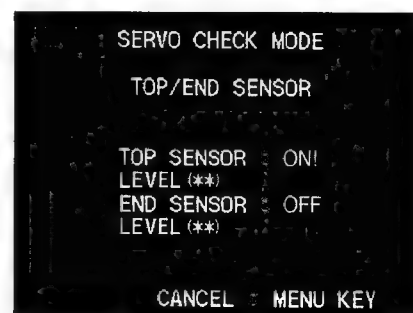 SERVO CHECK MODE
TOP/END SENSOR
TOP SENSOR : ON!
LEVEL (**) :
END SENSOR : OFF
LEVEL (**) :
CANCEL : MENU KEY